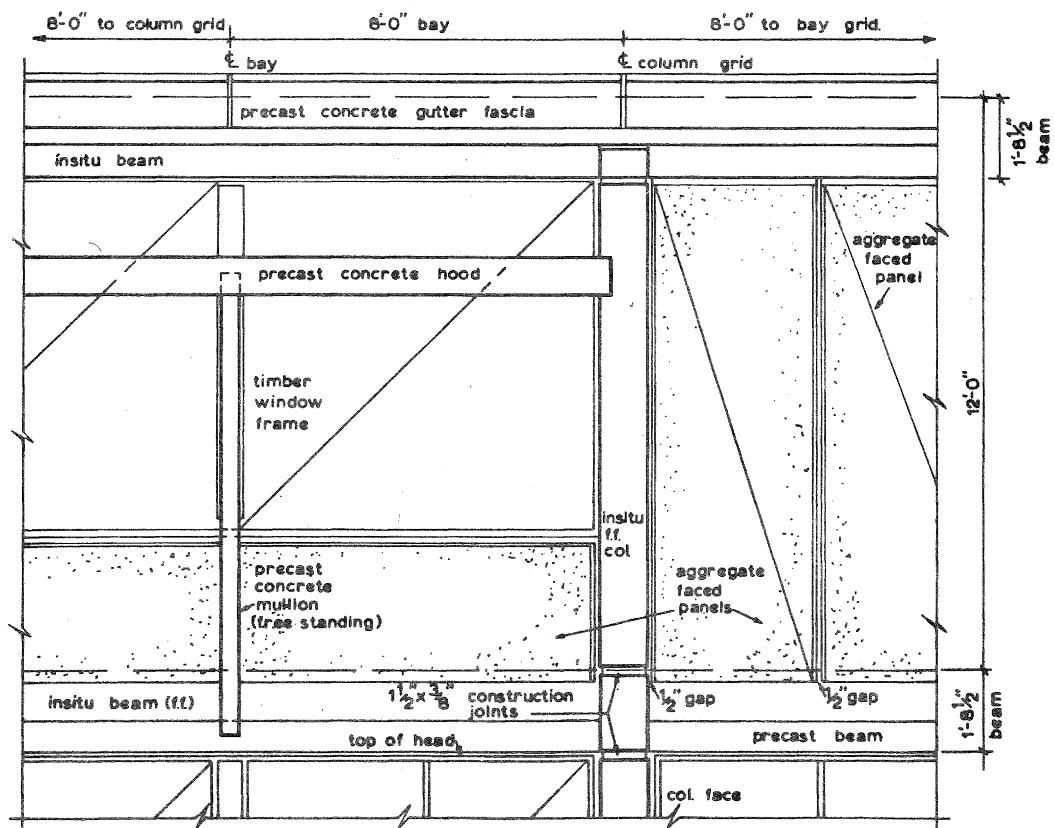 8'-0" to column grid
8'-0" bay
8'-0" to bay grid.
℄ bay
℄ column grid
precast concrete gutter fascia
1'-8½"
beam
insitu beam
aggregate
faced
panel
precast concrete hood
timber
window
frame
12'-0"
insitu
f.f.
col
precast
concrete
mullion
(free standing)
aggregate
faced
panels
insitu beam (f.f.)
1½" x ⅜" construction
joints
½" gap
½" gap
1'-8½"
beam
top of head
precast beam
col. face